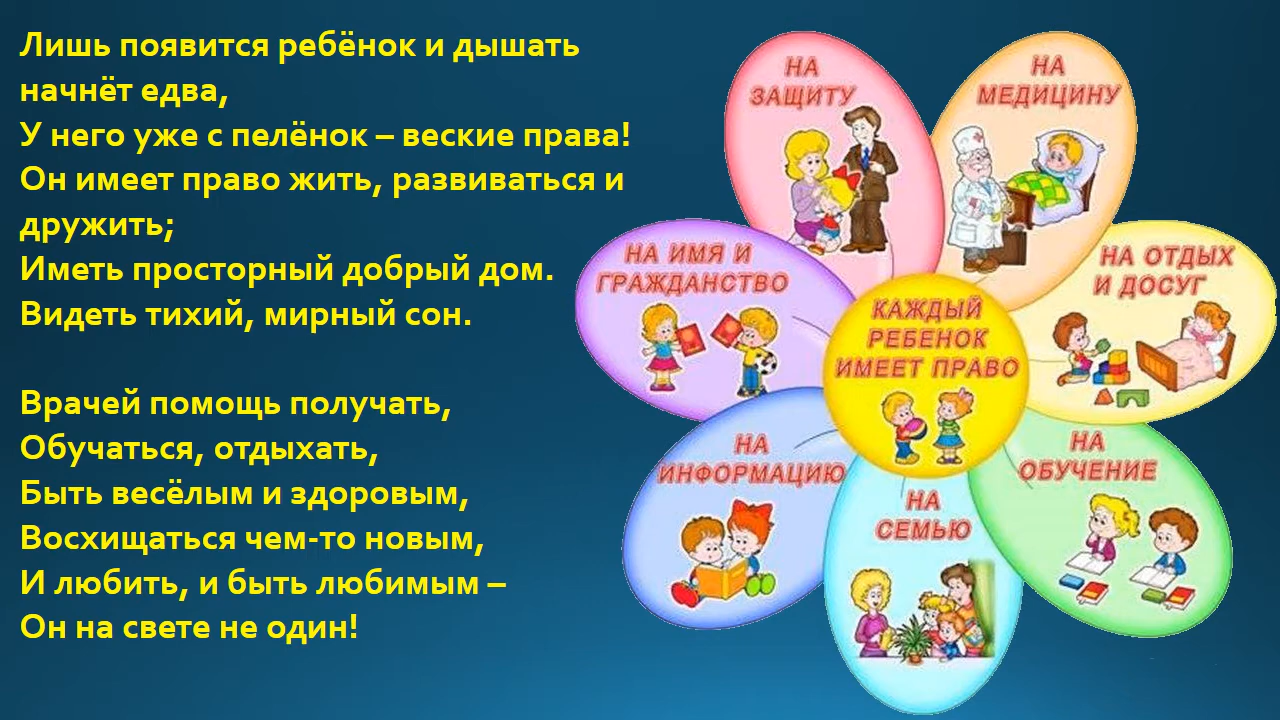 Лишь появится ребёнок и дышать
начнёт едва,
У него уже с пелёнок – веские права!
Он имеет право жить, развиваться и
дружить;
Иметь просторный добрый дом.
Видеть тихий, мирный сон.
Врачей помощь получать,
Обучаться, отдыхать,
Быть весёлым и здоровым,
Восхищаться чем-то новым,
И любить, и быть любимым –
Он на свете не один!
НА
ЗАЩИТУ
НА
МЕДИЦИНУ
НА ИМЯ И
ГРАЖДАНСТВО
НА ОТДЫХ
И ДОСУГ
КАЖДЫЙ
РЕБЕНОК
ИМЕЕТ ПРАВО
НА
ИНФОРМАЦИЮ
НА
ОБУЧЕНИЕ
НА
СЕМЬЮ